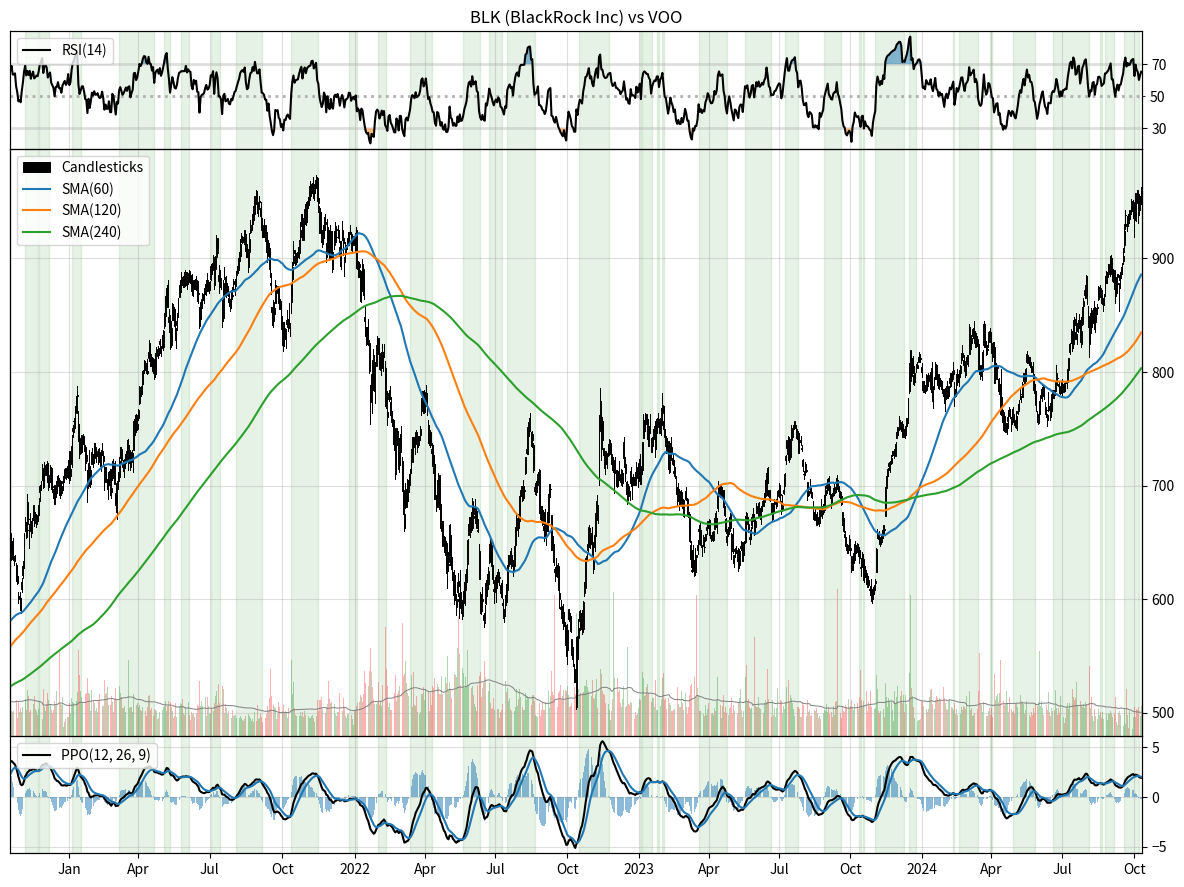 BLK (BlackRock Inc) vs VOO
RSI(14)
70
50
30
Candlesticks
SMA(60)
SMA(120)
SMA(240)
900
800
700
600
500
PPO(12, 26, 9)
5
0
−5
Jan Apr Jul Oct 2022 Apr Jul Oct 2023 Apr Jul Oct 2024 Apr Jul Oct